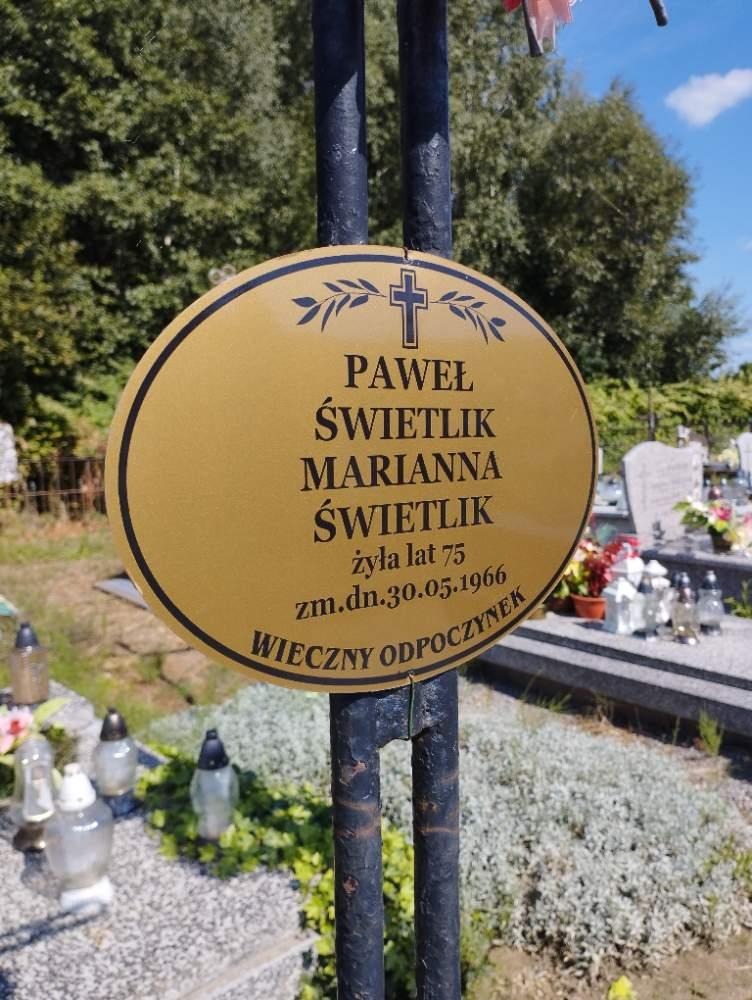 PAWEŁ
ŚWIETLIK
MARIANNA
ŚWIETLIK
żyła lat 75
zm.dn.30.05.1966
WIECZNY ODPOCZYNEK